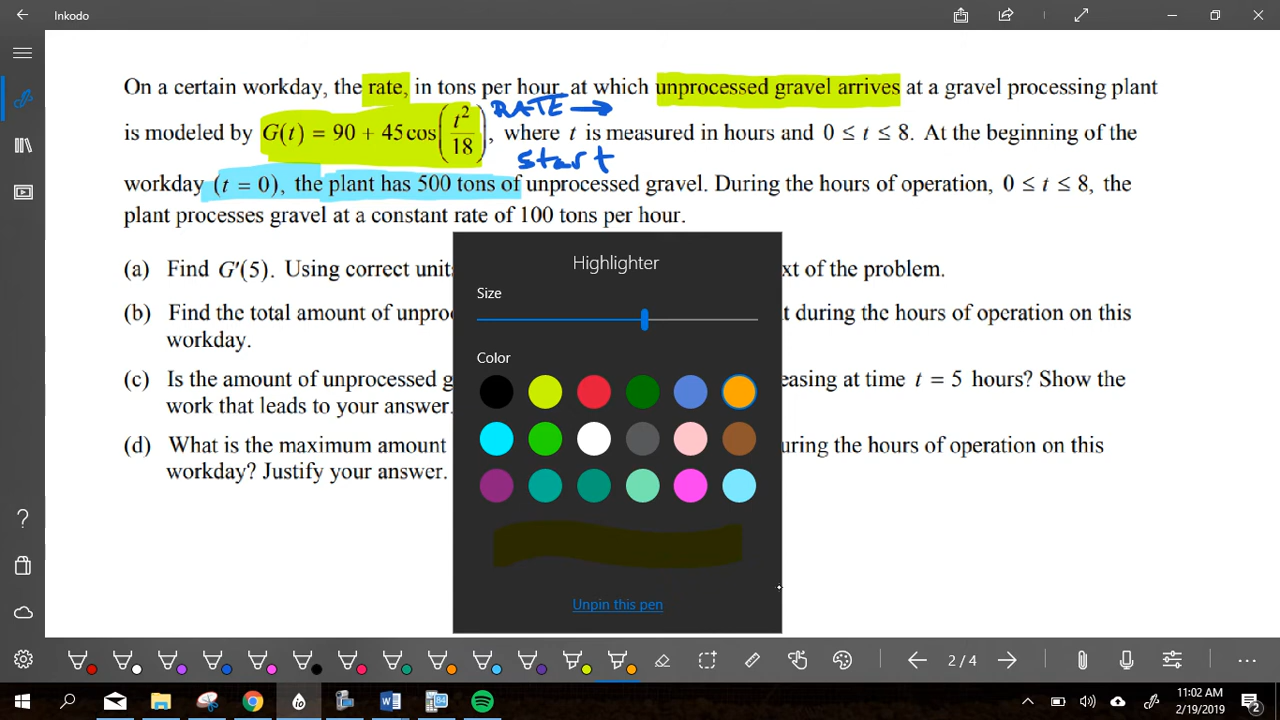 Inkodo
On a certain workday, the rate, in tons per hour, at which unprocessed gravel arrives at a gravel processing plant
RATE →
is modeled by G(t) = 90 + 45 cos(t²/18), where t is measured in hours and 0 ≤ t ≤ 8. At the beginning of the
start
workday (t = 0), the plant has 500 tons of unprocessed gravel. During the hours of operation, 0 ≤ t ≤ 8, the
plant processes gravel at a constant rate of 100 tons per hour.
(a) Find G′(5). Using correct unit xt of the problem.
(b) Find the total amount of unpro t during the hours of operation on this
workday.
(c) Is the amount of unprocessed g easing at time t = 5 hours? Show the
work that leads to your answer.
(d) What is the maximum amount uring the hours of operation on this
workday? Justify your answer.
Highlighter
Size
Color
Unpin this pen
2 / 4
11:02 AM
2/19/2019